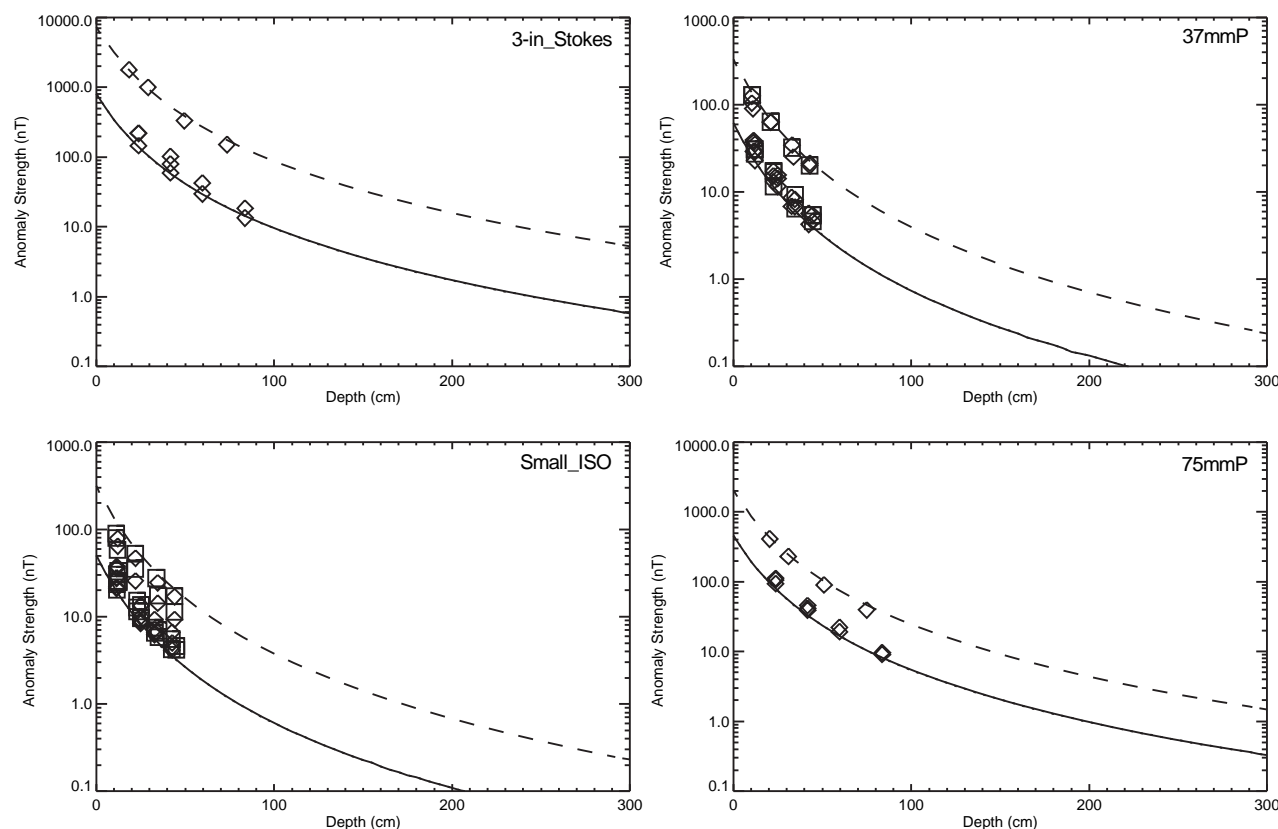 3-in_Stokes
10000.0
1000.0
100.0
10.0
1.0
0.1
Anomaly Strength (nT)
0 100 200 300
Depth (cm)
37mmP
1000.0
100.0
10.0
1.0
0.1
Anomaly Strength (nT)
0 100 200 300
Depth (cm)
Small_ISO
1000.0
100.0
10.0
1.0
0.1
Anomaly Strength (nT)
0 100 200 300
Depth (cm)
75mmP
10000.0
1000.0
100.0
10.0
1.0
0.1
Anomaly Strength (nT)
0 100 200 300
Depth (cm)